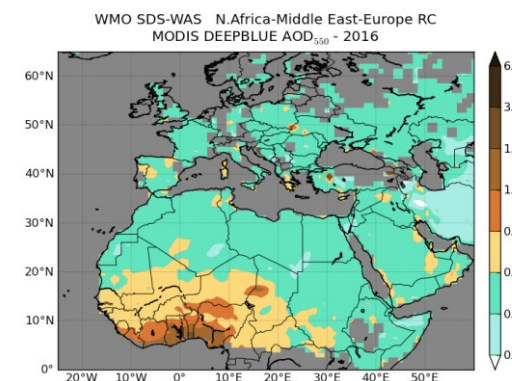 WMO SDS-WAS N.Africa-Middle East-Europe RC
MODIS DEEPBLUE AOD₅₅₀ - 2016
60°N
50°N
40°N
30°N
20°N
10°N
0°
20°W 10°W 0° 10°E 20°E 30°E 40°E 50°E